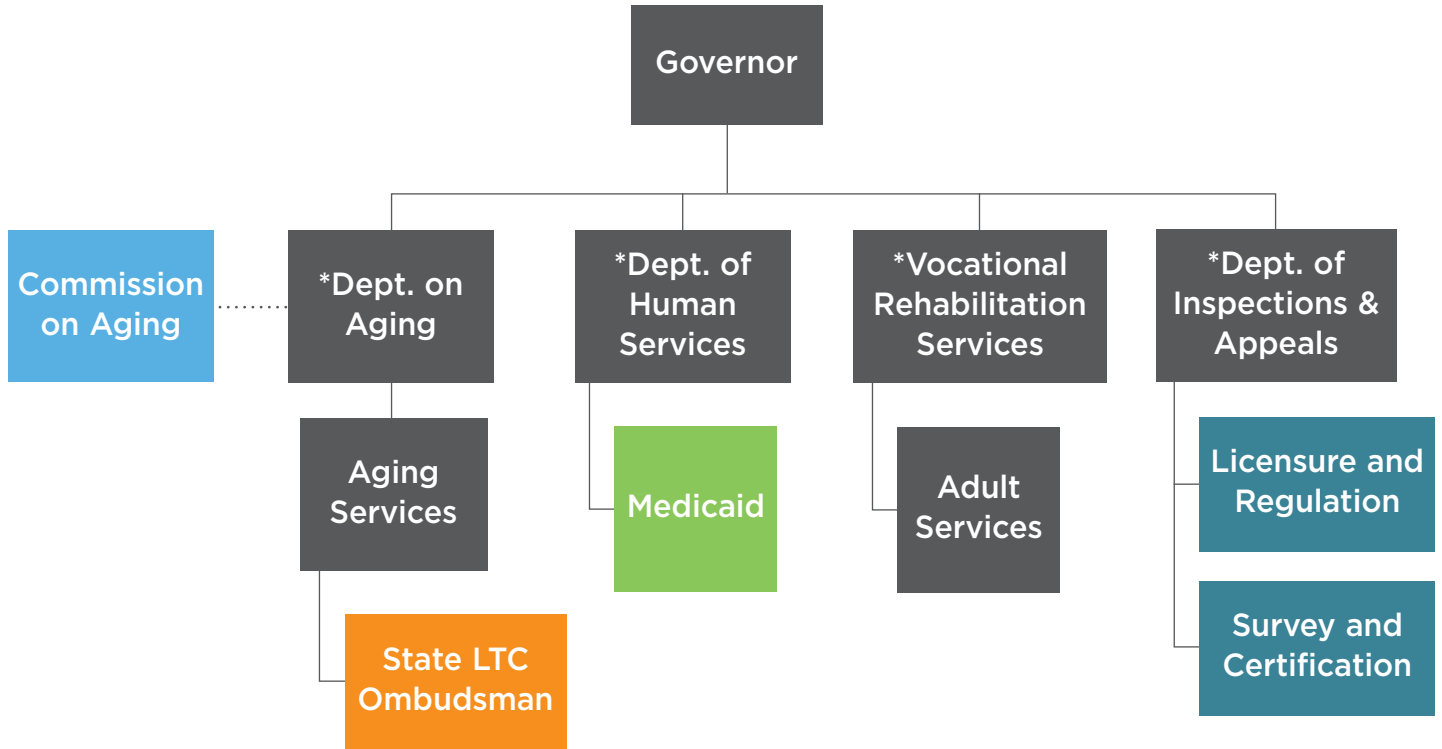 Governor
Commission
on Aging
*Dept. on
Aging
*Dept. of
Human
Services
*Vocational
Rehabilitation
Services
*Dept. of
Inspections &
Appeals
Aging
Services
Medicaid
Adult
Services
Licensure and
Regulation
State LTC
Ombudsman
Survey and
Certification